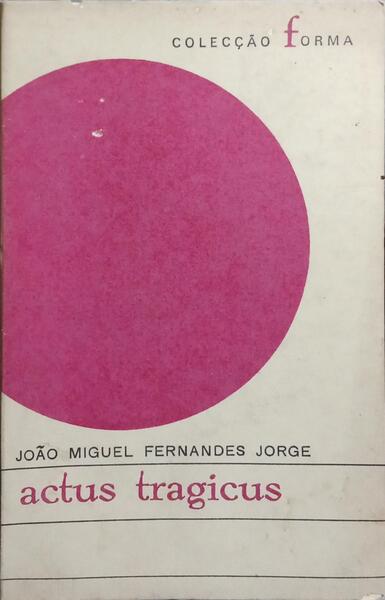 COLECÇÃO fORMA
JOÃO MIGUEL FERNANDES JORGE
actus tragicus